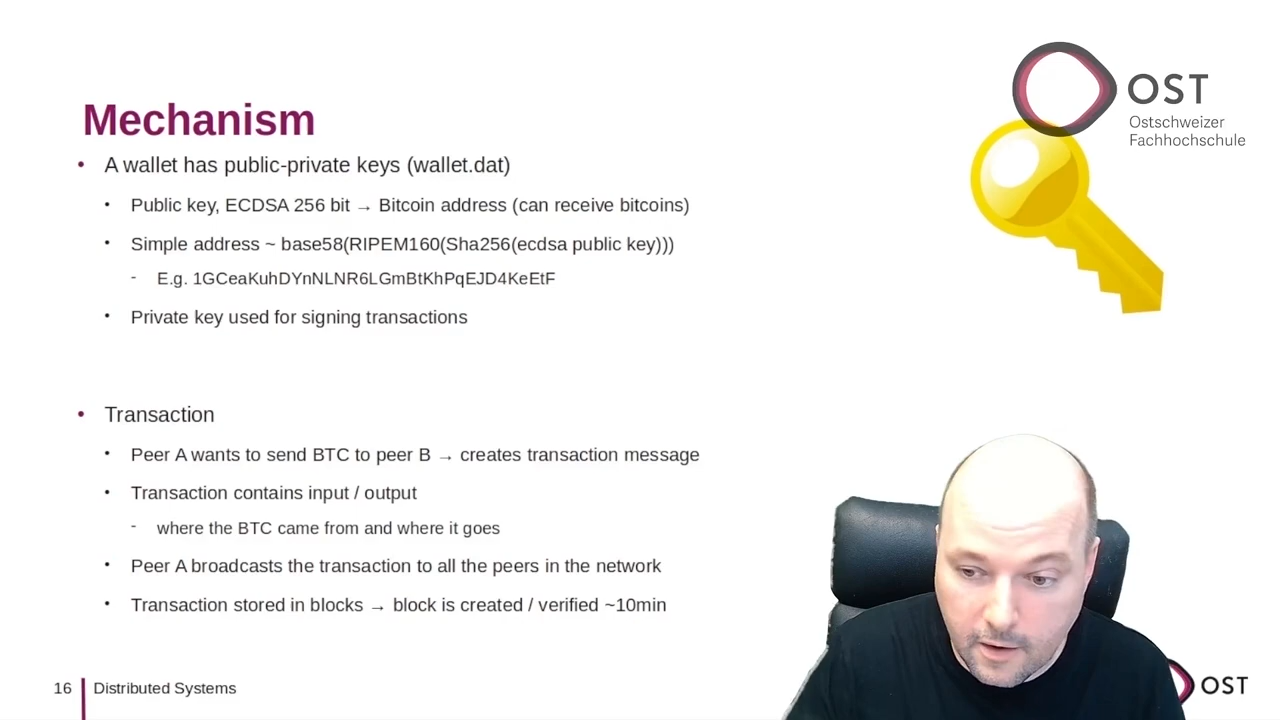 OST
Ostschweizer
Fachhochschule
Mechanism
• A wallet has public-private keys (wallet.dat)
• Public key, ECDSA 256 bit → Bitcoin address (can receive bitcoins)
• Simple address ~ base58(RIPEM160(Sha256(ecdsa public key)))
- E.g. 1GCeaKuhDYnNLNR6LGmBtKhPqEJD4KeEtF
• Private key used for signing transactions
• Transaction
• Peer A wants to send BTC to peer B → creates transaction message
• Transaction contains input / output
- where the BTC came from and where it goes
• Peer A broadcasts the transaction to all the peers in the network
• Transaction stored in blocks → block is created / verified ~10min
16 Distributed Systems
OST